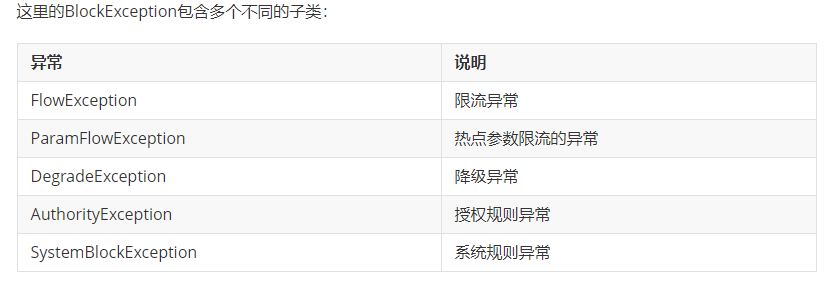 这里的BlockException包含多个不同的子类：
异常 说明
FlowException 限流异常
ParamFlowException 热点参数限流的异常
DegradeException 降级异常
AuthorityException 授权规则异常
SystemBlockException 系统规则异常